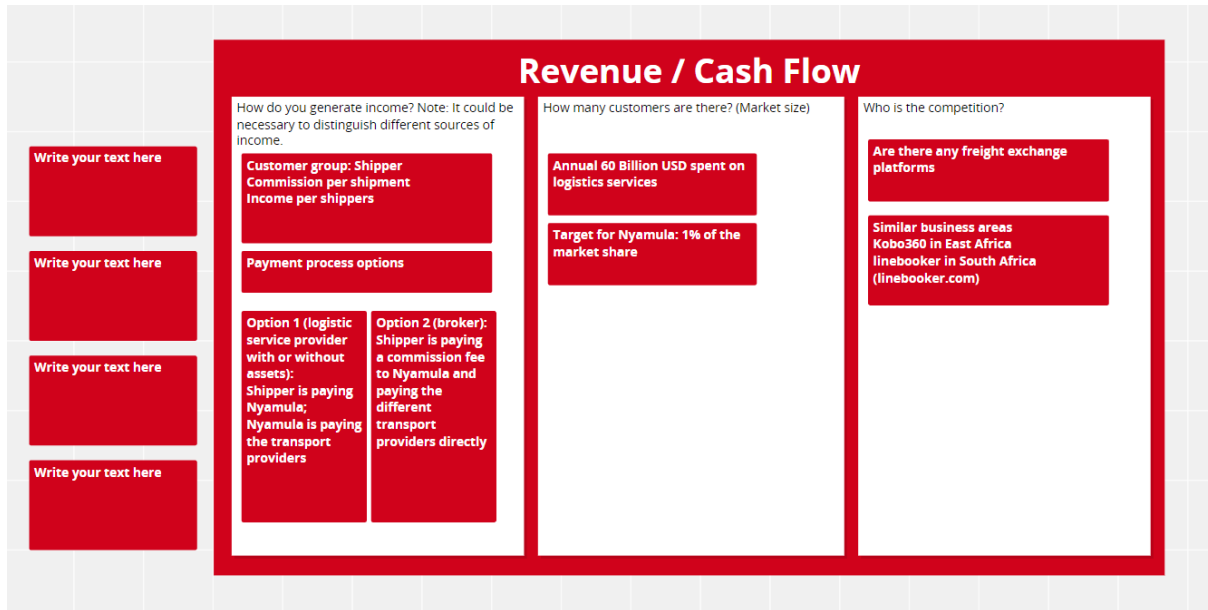 Revenue / Cash Flow
Write your text here
Write your text here
Write your text here
Write your text here
How do you generate income? Note: It could be
necessary to distinguish different sources of
income.
Customer group: Shipper
Commission per shipment
Income per shippers
Payment process options
Option 1 (logistic
service provider
with or without
assets):
Shipper is paying
Nyamula;
Nyamula is paying
the transport
providers
Option 2 (broker):
Shipper is paying
a commission fee
to Nyamula and
paying the
different
transport
providers directly
How many customers are there? (Market size)
Annual 60 Billion USD spent on
logistics services
Target for Nyamula: 1% of the
market share
Who is the competition?
Are there any freight exchange
platforms
Similar business areas
Kobo360 in East Africa
linebooker in South Africa
(linebooker.com)